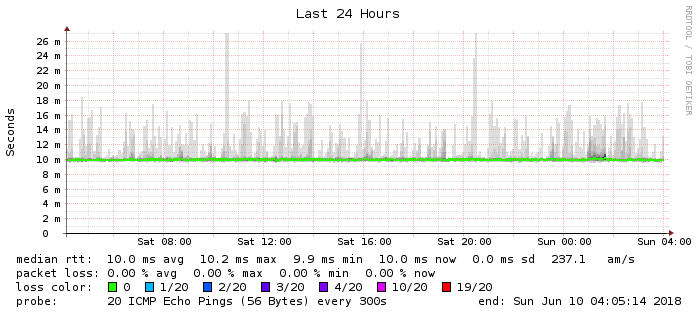 Last 24 Hours
RRDTOOL / TOBI OETIKER
Seconds
26 m
24 m
22 m
20 m
18 m
16 m
14 m
12 m
10 m
8 m
6 m
4 m
2 m
0
Sat 08:00 Sat 12:00 Sat 16:00 Sat 20:00 Sun 00:00 Sun 04:00
median rtt: 10.0 ms avg 10.2 ms max 9.9 ms min 10.0 ms now 0.0 ms sd 237.1 am/s
packet loss: 0.00 % avg 0.00 % max 0.00 % min 0.00 % now
loss color: 0 1/20 2/20 3/20 4/20 10/20 19/20
probe: 20 ICMP Echo Pings (56 Bytes) every 300s end: Sun Jun 10 04:05:14 2018